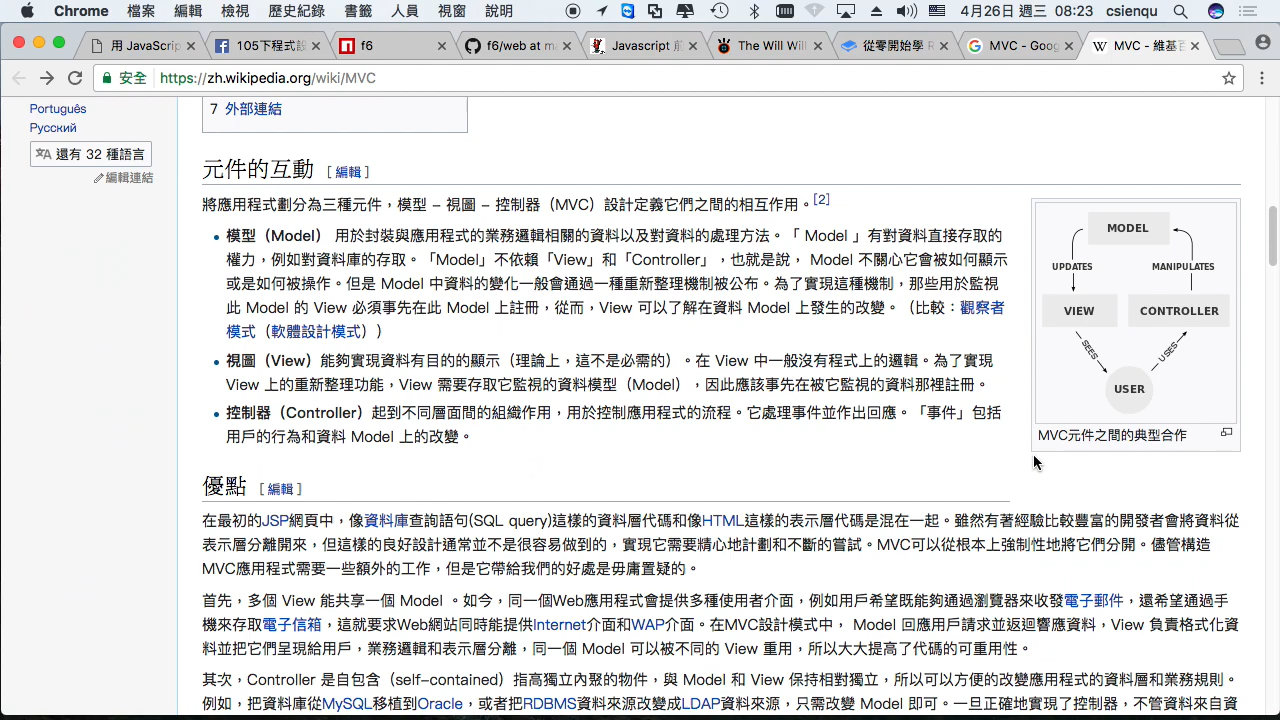 Chrome 檔案 編輯 檢視 歷史紀錄 書籤 人員 視窗 說明 4月26日 週三 08:23 csienqu
用 JavaScri
105下程式設
f6
f6/web at m
Javascript 前
The Will Wil
從零開始學 R
MVC - Goog
MVC - 維基百
安全 https://zh.wikipedia.org/wiki/MVC
Português
Русский
還有 32 種語言
編輯連結
7 外部連結
元件的互動 [編輯]
將應用程式劃分為三種元件，模型 – 視圖 – 控制器（MVC）設計定義它們之間的相互作用。[2]
模型（Model） 用於封裝與應用程式的業務邏輯相關的資料以及對資料的處理方法。「 Model 」有對資料直接存取的
權力，例如對資料庫的存取。「Model」不依賴「View」和「Controller」，也就是說， Model 不關心它會被如何顯示
或是如何被操作。但是 Model 中資料的變化一般會通過一種重新整理機制被公布。為了實現這種機制，那些用於監視
此 Model 的 View 必須事先在此 Model 上註冊，從而，View 可以了解在資料 Model 上發生的改變。（比較：觀察者
模式（軟體設計模式））
視圖（View）能夠實現資料有目的的顯示（理論上，這不是必需的）。在 View 中一般沒有程式上的邏輯。為了實現
View 上的重新整理功能，View 需要存取它監視的資料模型（Model），因此應該事先在被它監視的資料那裡註冊。
控制器（Controller）起到不同層面間的組織作用，用於控制應用程式的流程。它處理事件並作出回應。「事件」包括
用戶的行為和資料 Model 上的改變。
MODEL
UPDATES MANIPULATES
VIEW CONTROLLER
SEES USES
USER
MVC元件之間的典型合作
優點 [編輯]
在最初的JSP網頁中，像資料庫查詢語句(SQL query)這樣的資料層代碼和像HTML這樣的表示層代碼是混在一起。雖然有著經驗比較豐富的開發者會將資料從
表示層分離開來，但這樣的良好設計通常並不是很容易做到的，實現它需要精心地計劃和不斷的嘗試。MVC可以從根本上強制性地將它們分開。儘管構造
MVC應用程式需要一些額外的工作，但是它帶給我們的好處是毋庸置疑的。
首先，多個 View 能共享一個 Model 。如今，同一個Web應用程式會提供多種使用者介面，例如用戶希望既能夠通過瀏覽器來收發電子郵件，還希望通過手
機來存取電子信箱，這就要求Web網站同時能提供Internet介面和WAP介面。在MVC設計模式中， Model 回應用戶請求並返迴響應資料，View 負責格式化資
料並把它們呈現給用戶，業務邏輯和表示層分離，同一個 Model 可以被不同的 View 重用，所以大大提高了代碼的可重用性。
其次，Controller 是自包含（self-contained）指高獨立內聚的物件，與 Model 和 View 保持相對獨立，所以可以方便的改變應用程式的資料層和業務規則。
例如，把資料庫從MySQL移植到Oracle，或者把RDBMS資料來源改變成LDAP資料來源，只需改變 Model 即可。一旦正確地實現了控制器，不管資料來自資